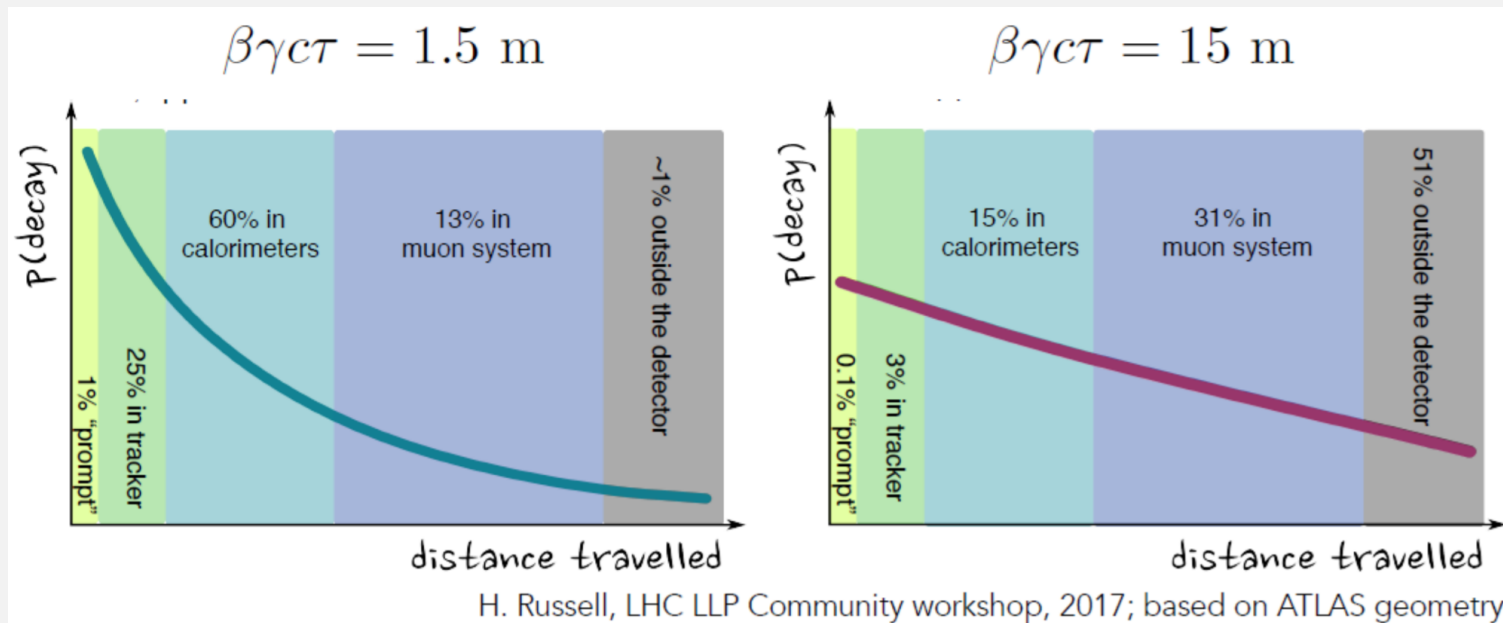 βγcτ = 1.5 m
βγcτ = 15 m
P(decay)
1% "prompt"
25% in tracker
60% in
calorimeters
13% in
muon system
~1% outside the detector
distance travelled
P(decay)
0.1% "prompt"
3% in tracker
15% in
calorimeters
31% in
muon system
51% outside the detector
distance travelled
H. Russell, LHC LLP Community workshop, 2017; based on ATLAS geometry